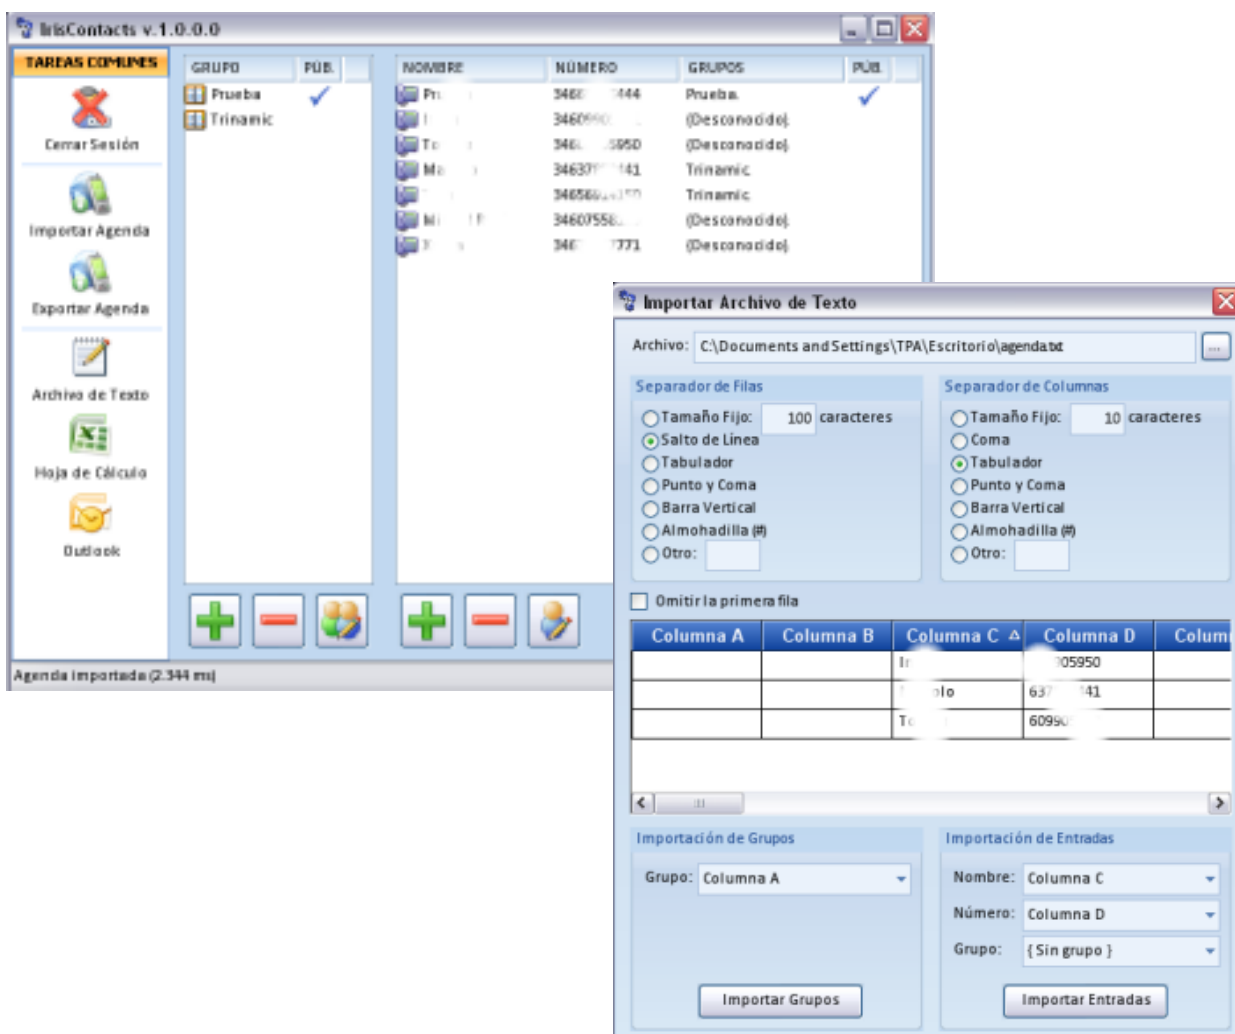 IrisContacts v.1.0.0.0
TAREAS COMUNES
Cerrar Sesión
Importar Agenda
Exportar Agenda
Archivo de Texto
Hoja de Cálculo
Outlook
GRUPO PÚB.
Prueba
Trinamic
NOMBRE NÚMERO GRUPOS PÚB.
Prueba.
(Desconocido).
(Desconocido).
Trinamic.
Trinamic.
(Desconocido).
(Desconocido).
Agenda importada (2.344 ms)
Importar Archivo de Texto
Archivo: C:\Documents and Settings\TPA\Escritorio\agenda.txt ...
Separador de Filas
Tamaño Fijo: 100 caracteres
Salto de Línea
Tabulador
Punto y Coma
Barra Vertical
Almohadilla (#)
Otro:
Separador de Columnas
Tamaño Fijo: 10 caracteres
Coma
Tabulador
Punto y Coma
Barra Vertical
Almohadilla (#)
Otro:
Omitir la primera fila
Columna A Columna B Columna C Columna D
Importación de Grupos
Grupo: Columna A
Importar Grupos
Importación de Entradas
Nombre: Columna C
Número: Columna D
Grupo: { Sin grupo }
Importar Entradas